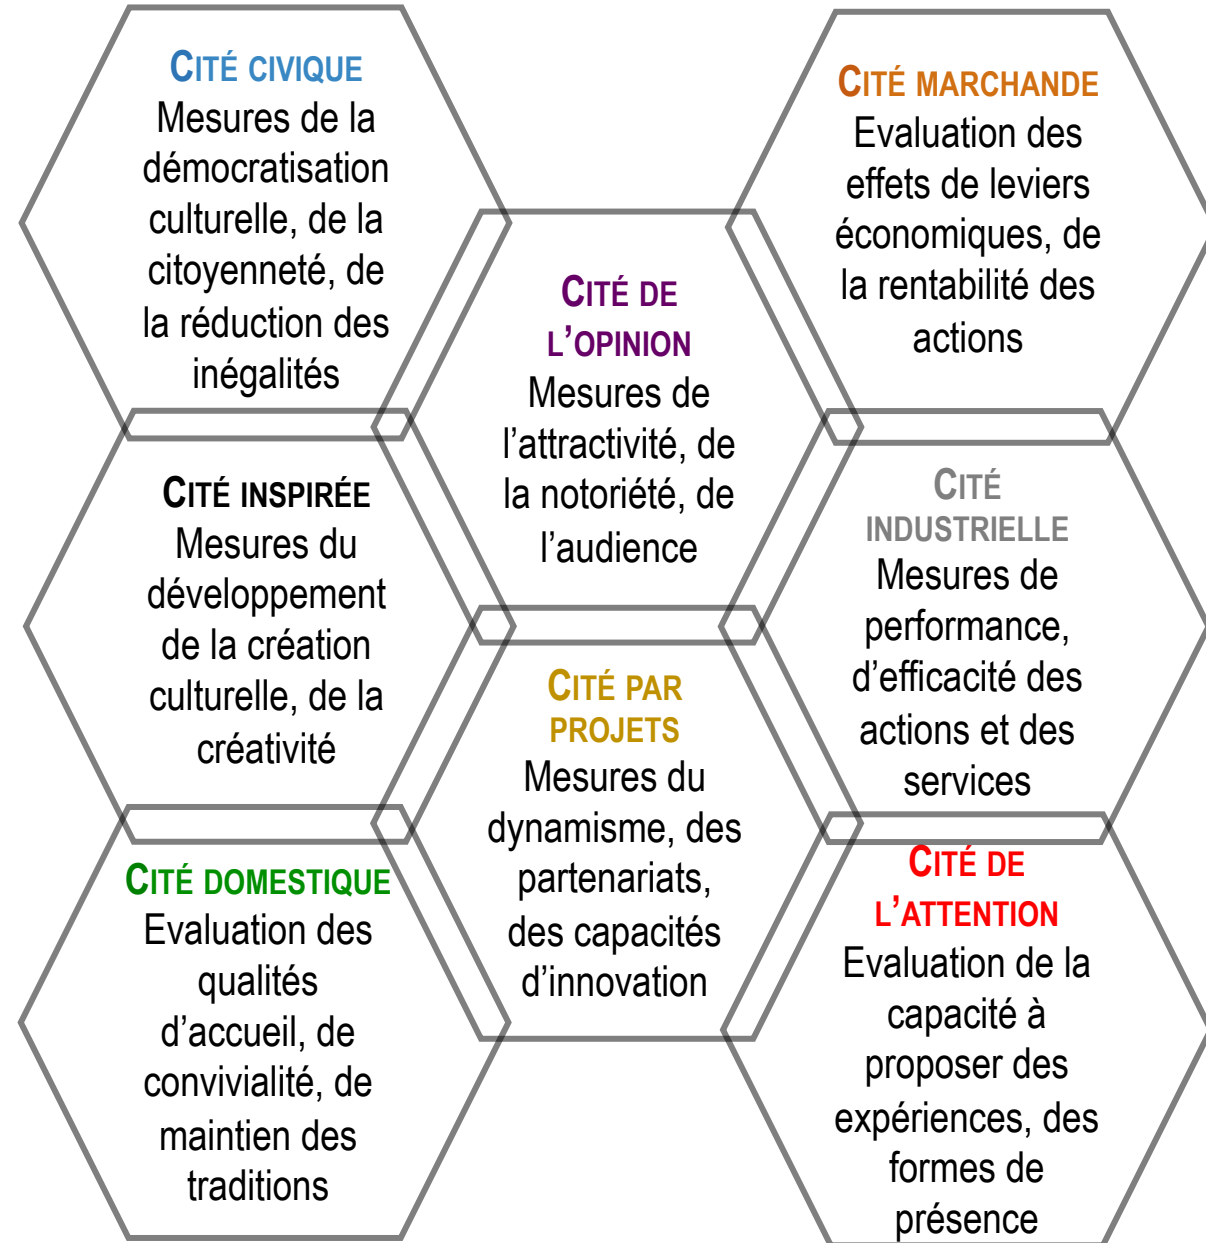 CITÉ CIVIQUE
Mesures de la
démocratisation
culturelle, de la
citoyenneté, de
la réduction des
inégalités
CITÉ MARCHANDE
Evaluation des
effets de leviers
économiques, de
la rentabilité des
actions
CITÉ DE
L’OPINION
Mesures de
l’attractivité, de
la notoriété, de
l’audience
CITÉ INSPIRÉE
Mesures du
développement
de la création
culturelle, de la
créativité
CITÉ
INDUSTRIELLE
Mesures de
performance,
d’efficacité des
actions et des
services
CITÉ PAR
PROJETS
Mesures du
dynamisme, des
partenariats,
des capacités
d’innovation
CITÉ DOMESTIQUE
Evaluation des
qualités
d’accueil, de
convivialité, de
maintien des
traditions
CITÉ DE
L’ATTENTION
Evaluation de la
capacité à
proposer des
expériences, des
formes de
présence